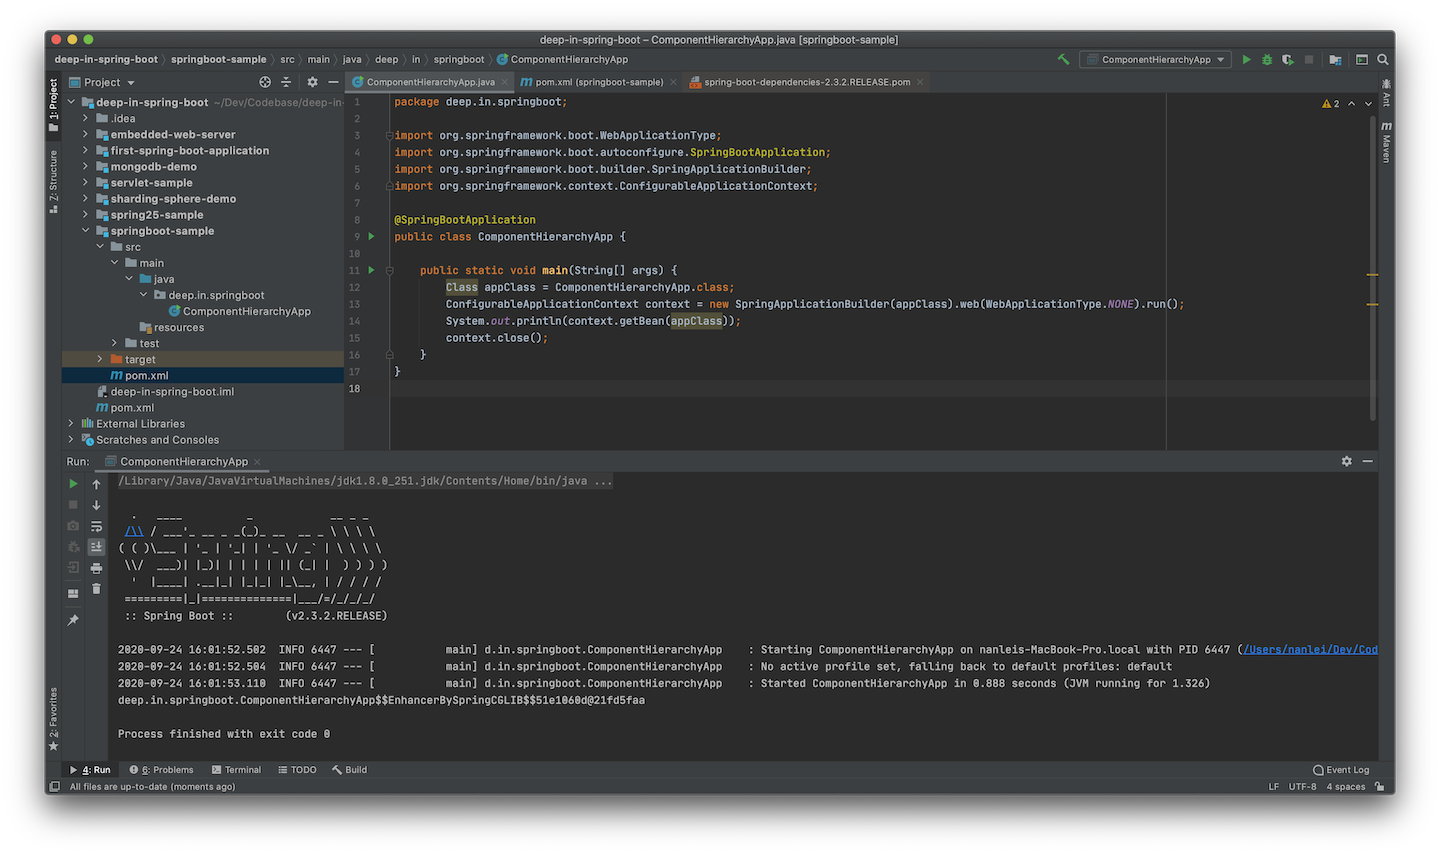 deep-in-spring-boot – ComponentHierarchyApp.java [springboot-sample]
deep-in-spring-boot springboot-sample src main java deep in springboot ComponentHierarchyApp
ComponentHierarchyApp
1: Project
Z: Structure
2: Favorites
Project
ComponentHierarchyApp.java
pom.xml (springboot-sample)
spring-boot-dependencies-2.3.2.RELEASE.pom
Ant
Maven
deep-in-spring-boot ~/Dev/Codebase/deep-in-
.idea
embedded-web-server
first-spring-boot-application
mongodb-demo
servlet-sample
sharding-sphere-demo
spring25-sample
springboot-sample
src
main
java
deep.in.springboot
ComponentHierarchyApp
resources
test
target
pom.xml
deep-in-spring-boot.iml
pom.xml
External Libraries
Scratches and Consoles
2
1 package deep.in.springboot;
2
3 import org.springframework.boot.WebApplicationType;
4 import org.springframework.boot.autoconfigure.SpringBootApplication;
5 import org.springframework.boot.builder.SpringApplicationBuilder;
6 import org.springframework.context.ConfigurableApplicationContext;
7
8 @SpringBootApplication
9 public class ComponentHierarchyApp {
10
11 public static void main(String[] args) {
12 Class appClass = ComponentHierarchyApp.class;
13 ConfigurableApplicationContext context = new SpringApplicationBuilder(appClass).web(WebApplicationType.NONE).run();
14 System.out.println(context.getBean(appClass));
15 context.close();
16 }
17 }
18
Run: ComponentHierarchyApp
/Library/Java/JavaVirtualMachines/jdk1.8.0_251.jdk/Contents/Home/bin/java ...
  .   ____          _            __ _ _
 /\\ / ___'_ __ _ _(_)_ __  __ _ \ \ \ \
( ( )\___ | '_ | '_| | '_ \/ _` | \ \ \ \
 \\/  ___)| |_)| | | | | || (_| |  ) ) ) )
  '  |____| .__|_| |_|_| |_\__, | / / / /
 =========|_|==============|___/=/_/_/_/
:: Spring Boot :: (v2.3.2.RELEASE)
2020-09-24 16:01:52.502 INFO 6447 --- [ main] d.in.springboot.ComponentHierarchyApp : Starting ComponentHierarchyApp on nanleis-MacBook-Pro.local with PID 6447 (/Users/nanlei/Dev/Cod
2020-09-24 16:01:52.504 INFO 6447 --- [ main] d.in.springboot.ComponentHierarchyApp : No active profile set, falling back to default profiles: default
2020-09-24 16:01:53.110 INFO 6447 --- [ main] d.in.springboot.ComponentHierarchyApp : Started ComponentHierarchyApp in 0.888 seconds (JVM running for 1.326)
deep.in.springboot.ComponentHierarchyApp$$EnhancerBySpringCGLIB$$51e1060d@21fd5faa
Process finished with exit code 0
4: Run 6: Problems Terminal TODO Build Event Log
All files are up-to-date (moments ago) LF UTF-8 4 spaces